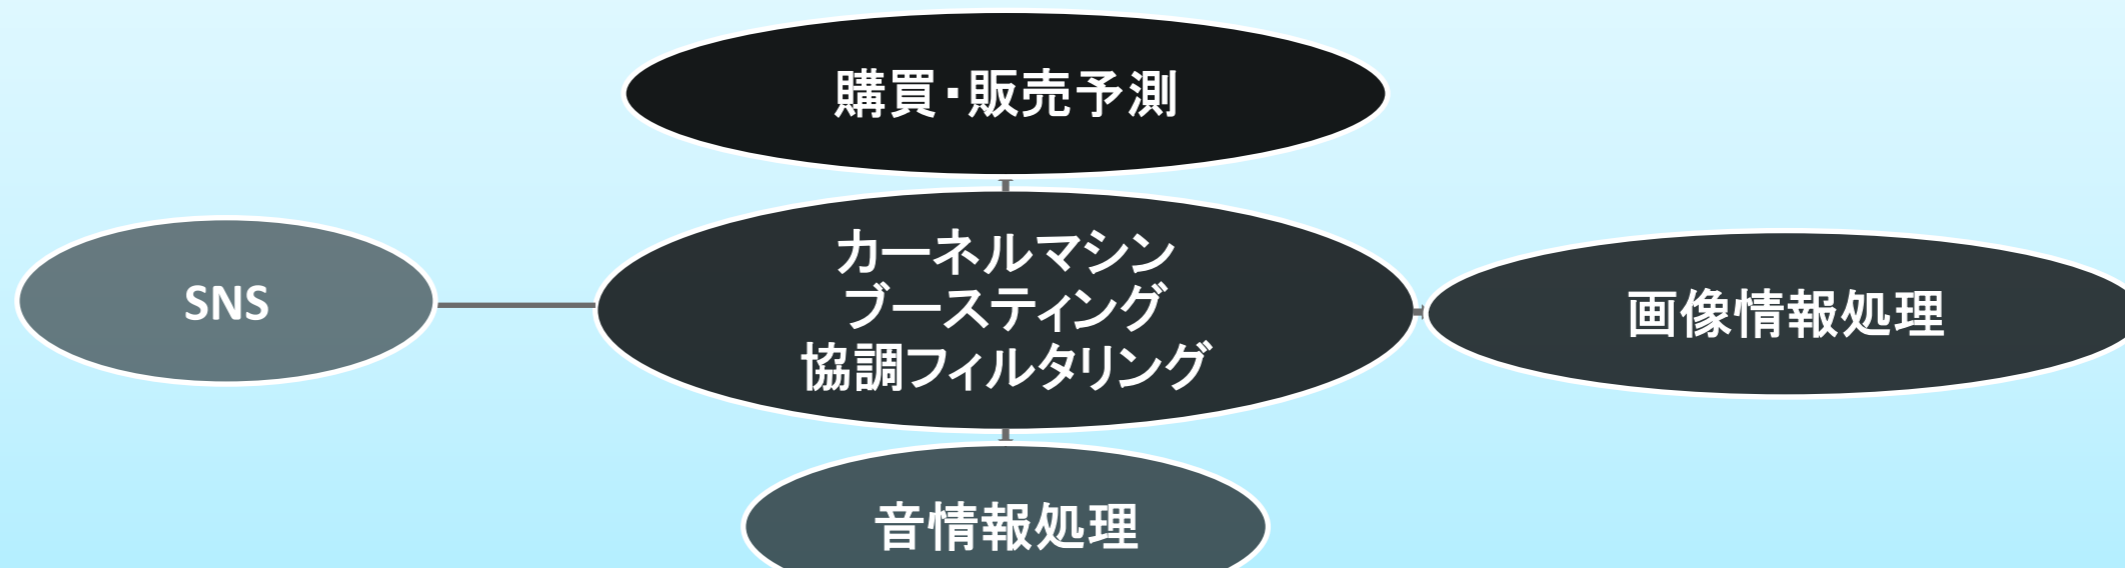 購買・販売予測
カーネルマシン
ブースティング
協調フィルタリング
SNS
画像情報処理
音情報処理